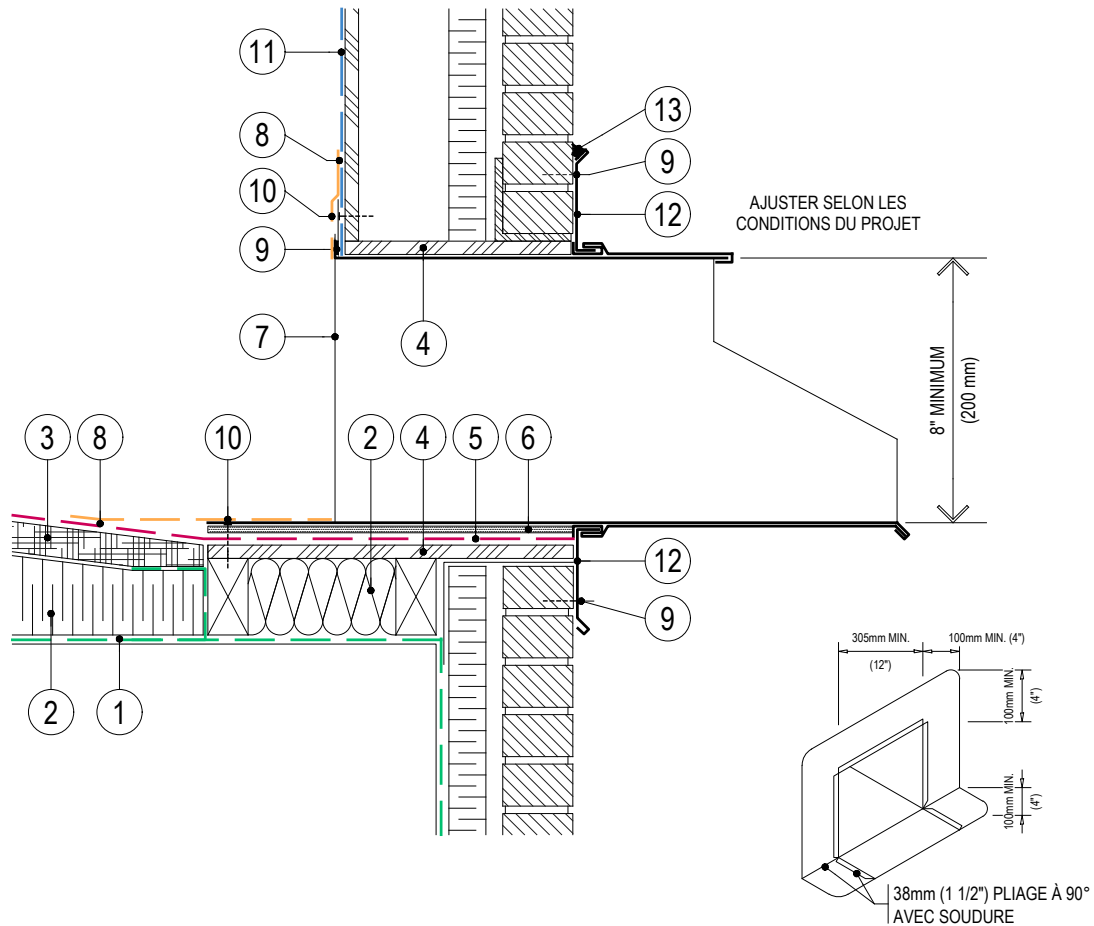 11
13
8
9
10
12
AJUSTER SELON LES
CONDITIONS DU PROJET
9
4
7
8" MINIMUM
(200 mm)
3
8
10
2
4
5
6
12
9
2
1
305mm MIN.
(12")
100mm MIN. (4")
100mm MIN.
(4")
100mm MIN.
(4")
38mm (1 1/2") PLIAGE À 90°
AVEC SOUDURE